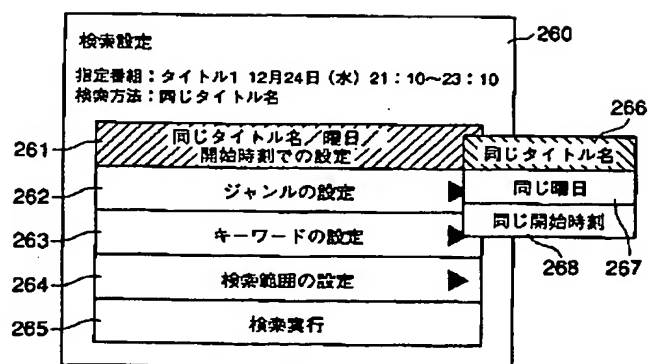 検索設定
260
指定番組：タイトル1 12月24日（水）21：10～23：10
検索方法：同じタイトル名
266
261
同じタイトル名／曜日／
開始時刻での設定
同じタイトル名
262
ジャンルの設定
同じ曜日
263
キーワードの設定
同じ開始時刻
268
267
264
検索範囲の設定
265
検索実行